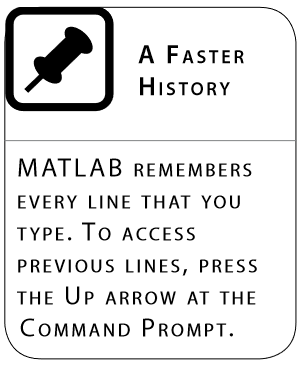 A Faster
History
MATLAB remembers
every line that you
type. To access
previous lines, press
the Up arrow at the
Command Prompt.